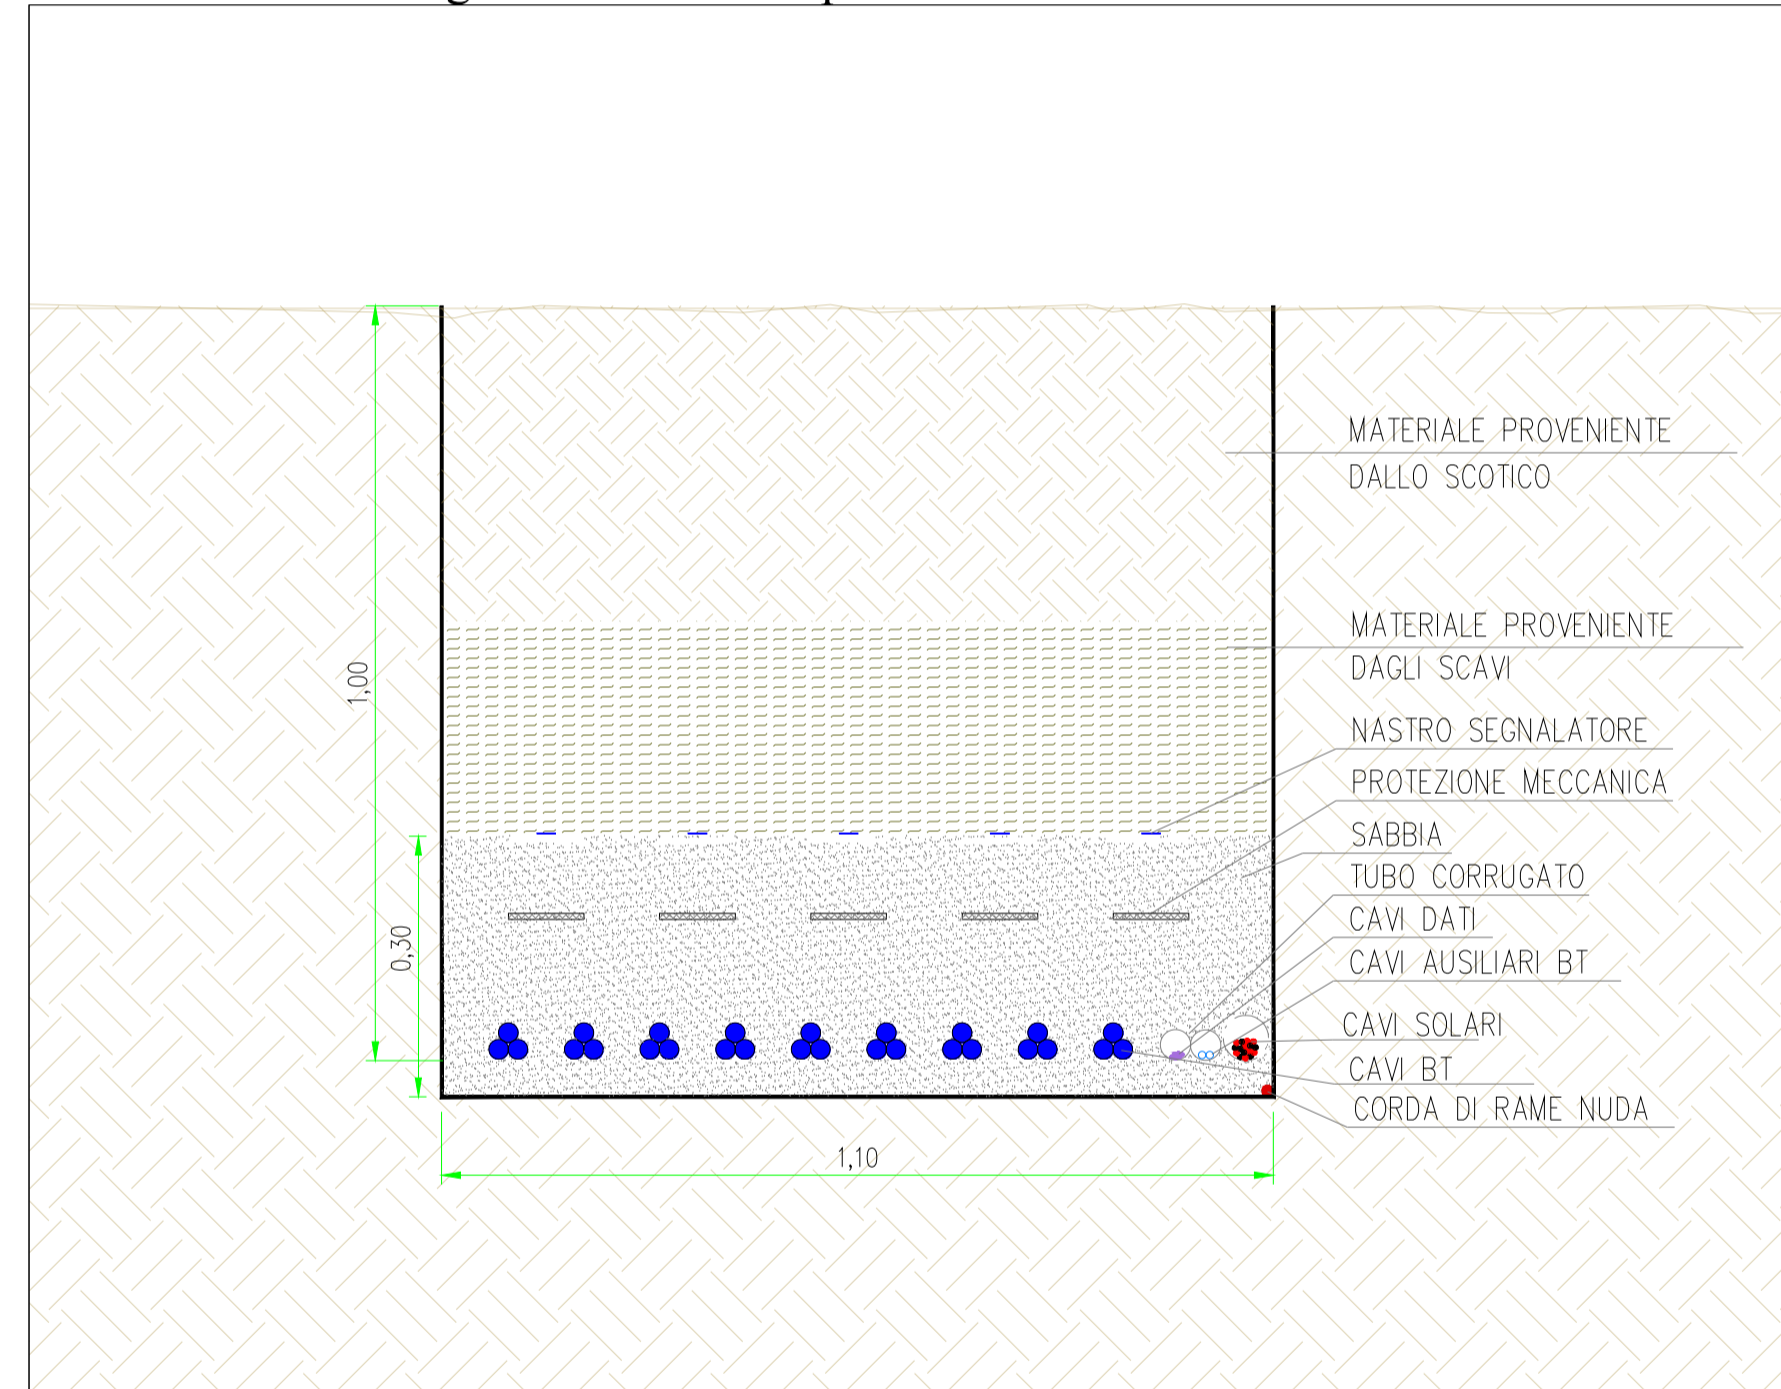 MATERIALE PROVENIENTE
DALLO SCOTICO
MATERIALE PROVENIENTE
DAGLI SCAVI
1,00
NASTRO SEGNALATORE
PROTEZIONE MECCANICA
SABBIA
TUBO CORRUGATO
CAVI DATI
0,30
CAVI AUSILIARI BT
CAVI SOLARI
CAVI BT
CORDA DI RAME NUDA
1,10